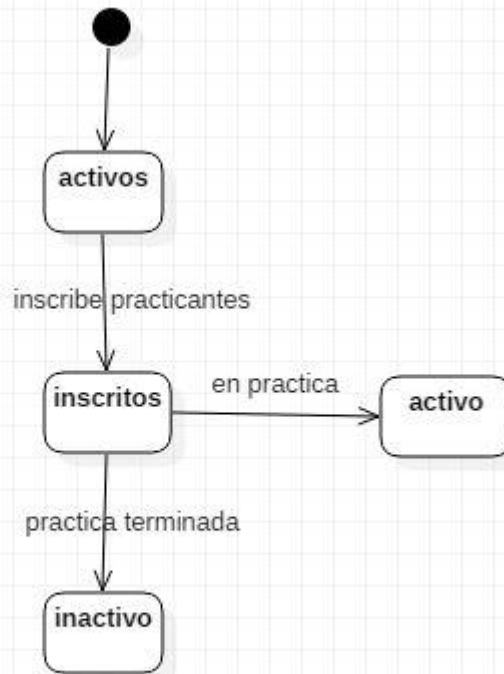 activos
inscribe practicantes
inscritos
en practica
activo
practica terminada
inactivo